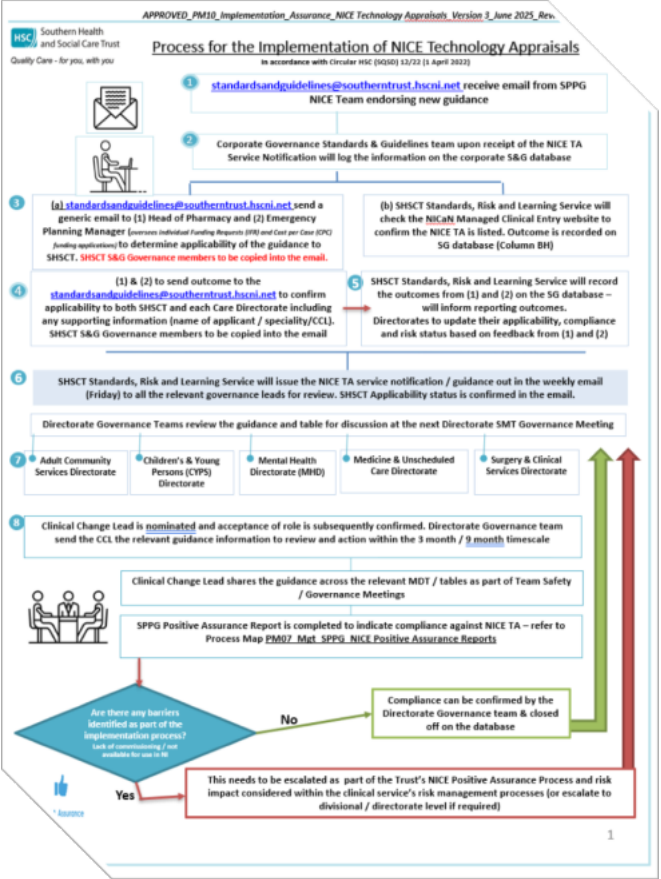 APPROVED_PM10_Implementation_Assurance_NICE Technology Appraisals_Version 3_June 2025_Rev.
HSC Southern Health
and Social Care Trust
Quality Care - for you, with you
Process for the Implementation of NICE Technology Appraisals
In accordance with Circular HSC (SQSD) 12/22 (1 April 2022)
1
standardsandguidelines@southerntrust.hscni.net receive email from SPPG
NICE Team endorsing new guidance
2
Corporate Governance Standards & Guidelines team upon receipt of the NICE TA
Service Notification will log the information on the corporate S&G database
3
(a) standardsandguidelines@southerntrust.hscni.net send a
generic email to (1) Head of Pharmacy and (2) Emergency
Planning Manager (oversees Individual Funding Requests (IFR) and Cost per Case (CPC)
funding applications) to determine applicability of the guidance to
SHSCT. SHSCT S&G Governance members to be copied into the email.
(b) SHSCT Standards, Risk and Learning Service will
check the NICaN Managed Clinical Entry website to
confirm the NICE TA is listed. Outcome is recorded on
SG database (Column BH)
4
(1) & (2) to send outcome to the
standardsandguidelines@southerntrust.hscni.net to confirm
applicability to both SHSCT and each Care Directorate including
any supporting information (name of applicant / speciality/CCL).
SHSCT S&G Governance members to be copied into the email
5
SHSCT Standards, Risk and Learning Service will record
the outcomes from (1) and (2) on the SG database –
will inform reporting outcomes.
Directorates to update their applicability, compliance
and risk status based on feedback from (1) and (2)
6
SHSCT Standards, Risk and Learning Service will issue the NICE TA service notification / guidance out in the weekly email
(Friday) to all the relevant governance leads for review. SHSCT Applicability status is confirmed in the email.
Directorate Governance Teams review the guidance and table for discussion at the next Directorate SMT Governance Meeting
7
Adult Community
Services Directorate
Children's & Young
Persons (CYPS)
Directorate
Mental Health
Directorate (MHD)
Medicine & Unscheduled
Care Directorate
Surgery & Clinical
Services Directorate
8
Clinical Change Lead is nominated and acceptance of role is subsequently confirmed. Directorate Governance team
send the CCL the relevant guidance information to review and action within the 3 month / 9 month timescale
Clinical Change Lead shares the guidance across the relevant MDT / tables as part of Team Safety
/ Governance Meetings
SPPG Positive Assurance Report is completed to indicate compliance against NICE TA – refer to
Process Map PM07_Mgt_SPPG_NICE Positive Assurance Reports
Are there any barriers
identified as part of the
implementation process?
Lack of commissioning / not
available for use in NI
No
Compliance can be confirmed by the
Directorate Governance team & closed
off on the database
Yes
This needs to be escalated as part of the Trust's NICE Positive Assurance Process and risk
impact considered within the clinical service's risk management processes (or escalate to
divisional / directorate level if required)
Assurance
1